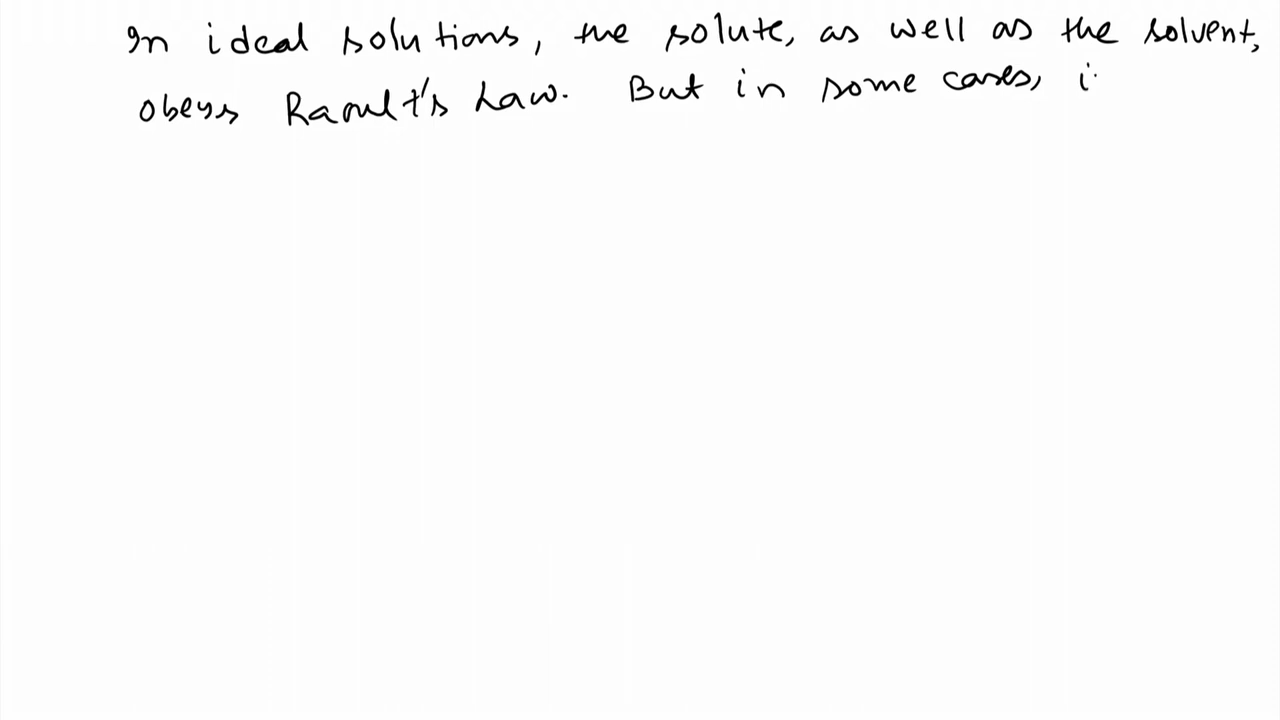 In ideal solutions, the solute, as well as the solvent,
obeys Raoult's Law. But in some cases, i